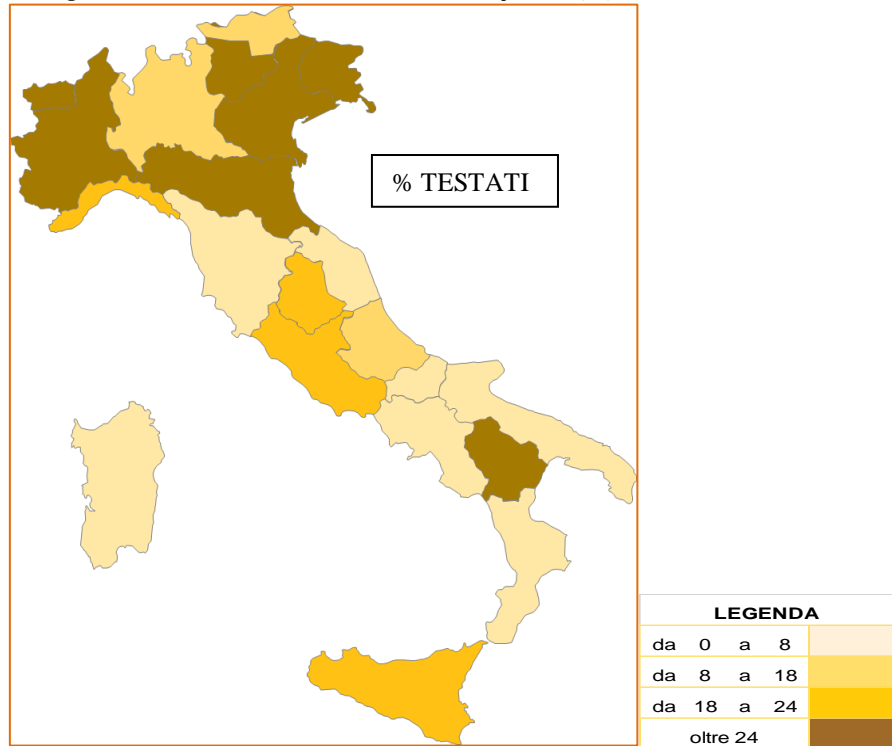 % TESTATI
LEGENDA
da 0 a 8
da 8 a 18
da 18 a 24
oltre 24